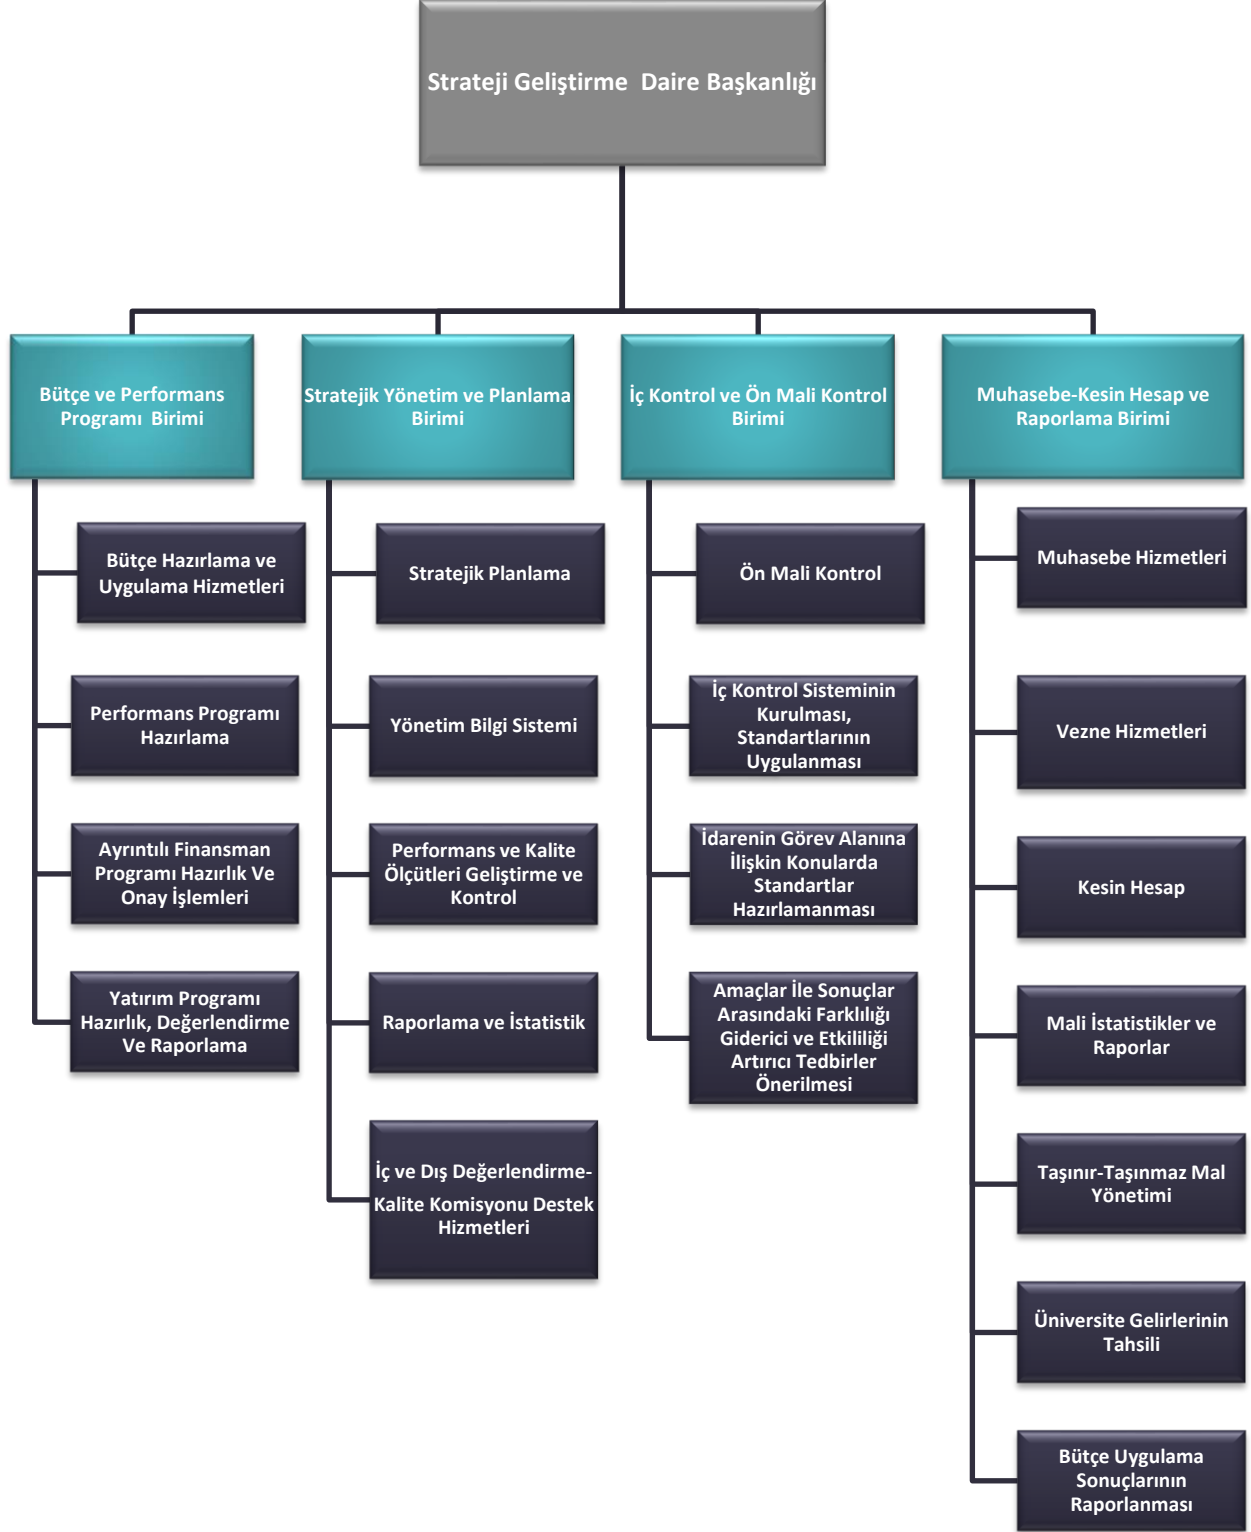 Strateji Geliştirme  Daire Başkanlığı
Bütçe ve Performans
Programı  Birimi
Bütçe Hazırlama ve
Uygulama Hizmetleri
Performans Programı
Hazırlama
Ayrıntılı Finansman
Programı Hazırlık Ve
Onay İşlemleri
Yatırım Programı
Hazırlık, Değerlendirme
Ve Raporlama
Stratejik Yönetim ve Planlama
Birimi
Stratejik Planlama
Yönetim Bilgi Sistemi
Performans ve Kalite
Ölçütleri Geliştirme ve
Kontrol
Raporlama ve İstatistik
İç ve Dış Değerlendirme-
Kalite Komisyonu Destek
Hizmetleri
İç Kontrol ve Ön Mali Kontrol
Birimi
Ön Mali Kontrol
İç Kontrol Sisteminin
Kurulması,
Standartlarının
Uygulanması
İdarenin Görev Alanına
İlişkin Konularda
Standartlar
Hazırlamanması
Amaçlar İle Sonuçlar
Arasındaki Farklılığı
Giderici ve Etkililiği
Artırıcı Tedbirler
Önerilmesi
Muhasebe-Kesin Hesap ve
Raporlama Birimi
Muhasebe Hizmetleri
Vezne Hizmetleri
Kesin Hesap
Mali İstatistikler ve
Raporlar
Taşınır-Taşınmaz Mal
Yönetimi
Üniversite Gelirlerinin
Tahsili
Bütçe Uygulama
Sonuçlarının
Raporlanması